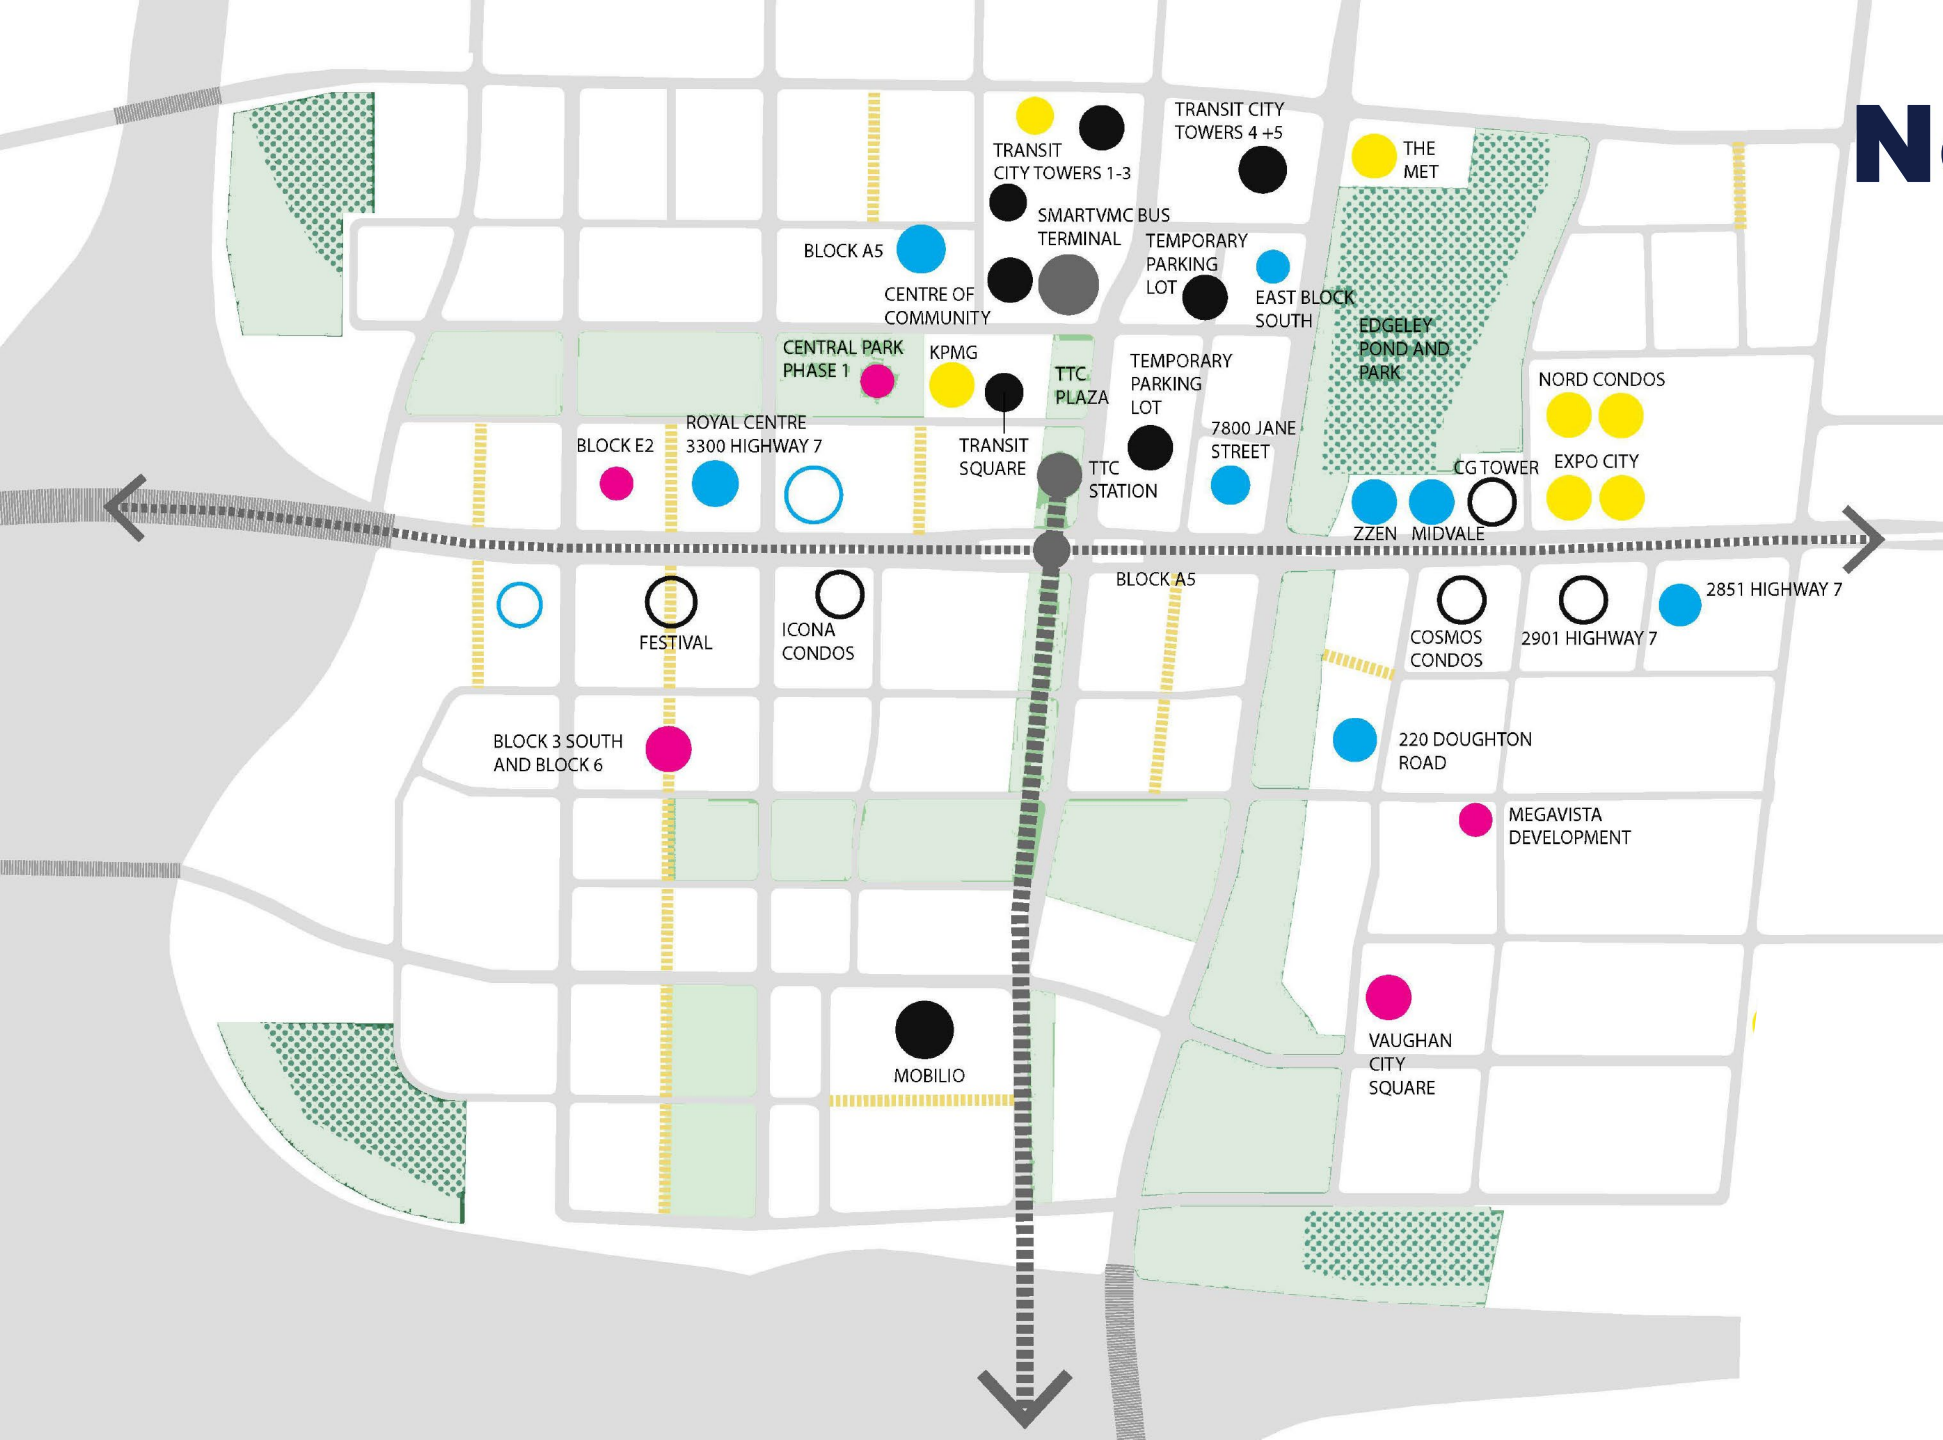 N
TRANSIT CITY
TOWERS 4 +5
TRANSIT
CITY TOWERS 1-3
THE
MET
SMARTVMC BUS
TERMINAL
BLOCK A5
TEMPORARY
PARKING
LOT
CENTRE OF
COMMUNITY
EAST BLOCK
SOUTH
EDGELEY
POND AND
PARK
CENTRAL PARK
PHASE 1
KPMG
TTC
PLAZA
TEMPORARY
PARKING
LOT
NORD CONDOS
ROYAL CENTRE
3300 HIGHWAY 7
BLOCK E2
TRANSIT
SQUARE
TTC
STATION
7800 JANE
STREET
CG TOWER
EXPO CITY
ZZEN
MIDVALE
BLOCK A5
2851 HIGHWAY 7
FESTIVAL
ICONA
CONDOS
COSMOS
CONDOS
2901 HIGHWAY 7
BLOCK 3 SOUTH
AND BLOCK 6
220 DOUGHTON
ROAD
MEGAVISTA
DEVELOPMENT
VAUGHAN
CITY
SQUARE
MOBILIO